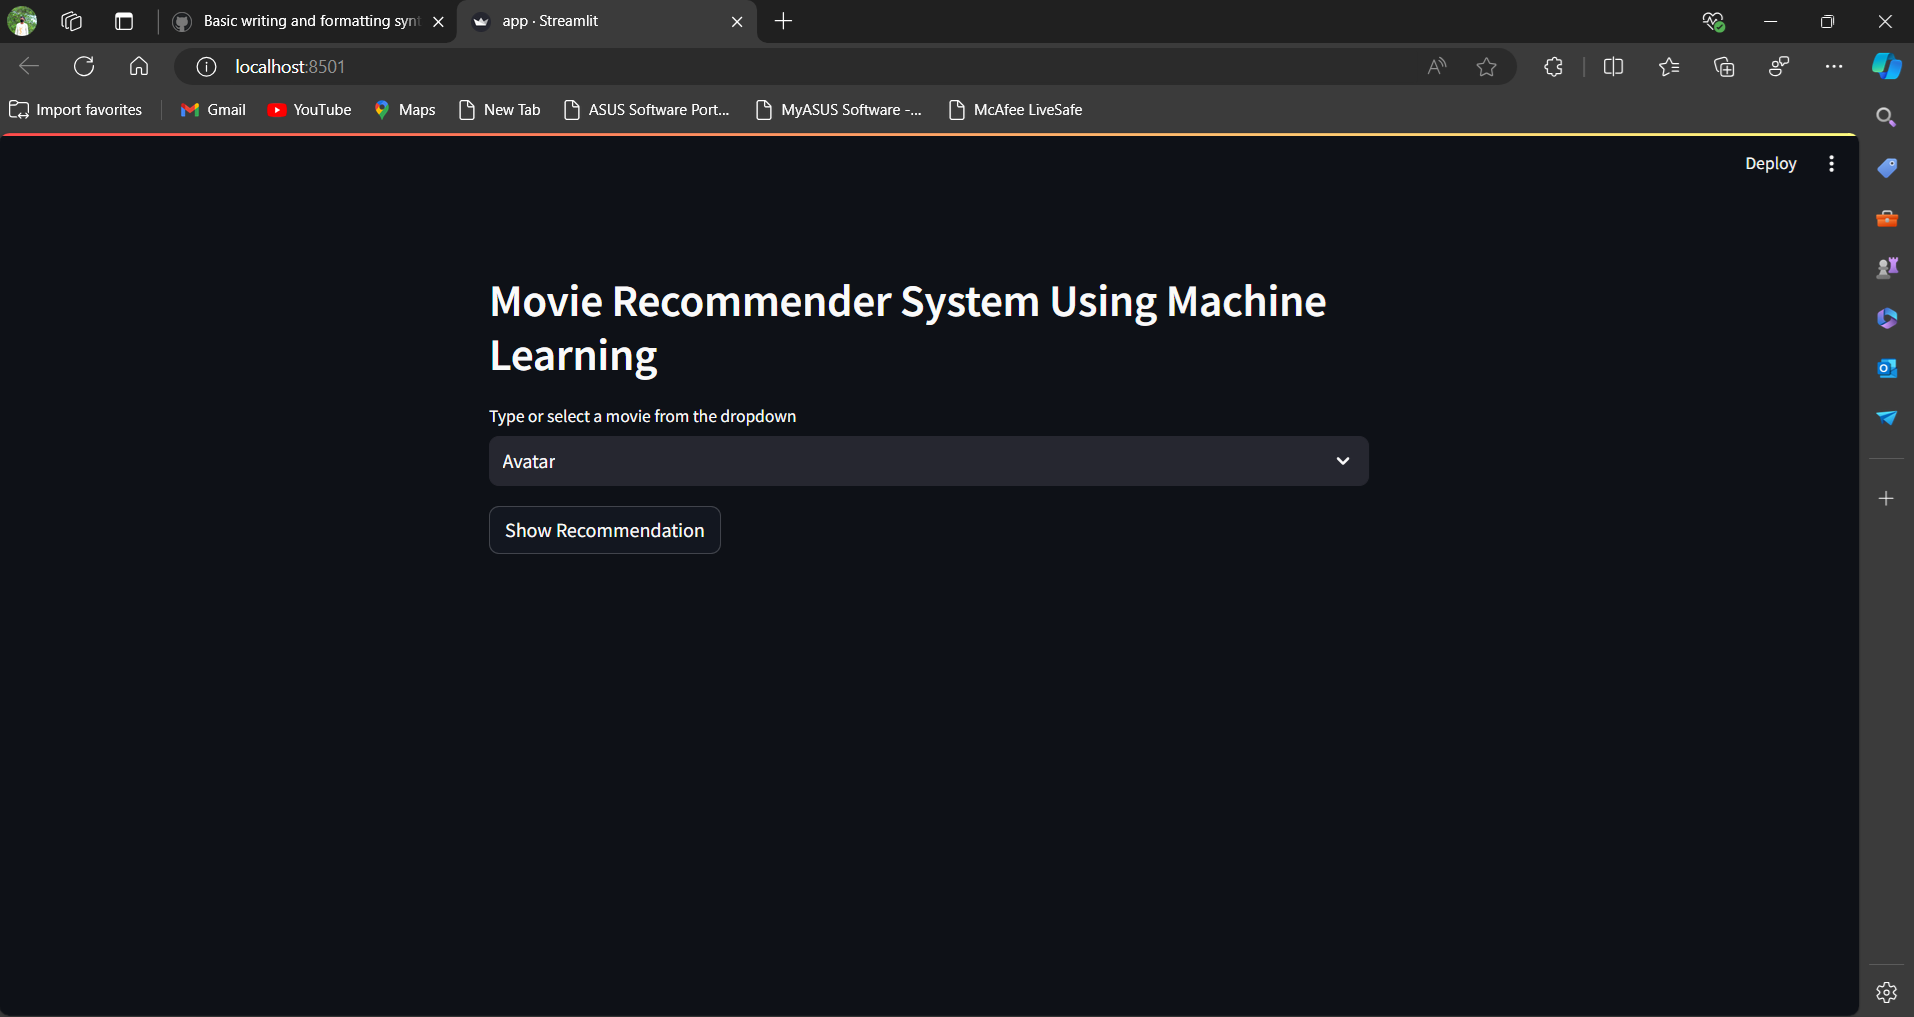 Basic writing and formatting syn
app · Streamlit
localhost:8501
Import favorites
Gmail
YouTube
Maps
New Tab
ASUS Software Port...
MyASUS Software -...
McAfee LiveSafe
Deploy
Movie Recommender System Using Machine
Learning
Type or select a movie from the dropdown
Avatar
Show Recommendation